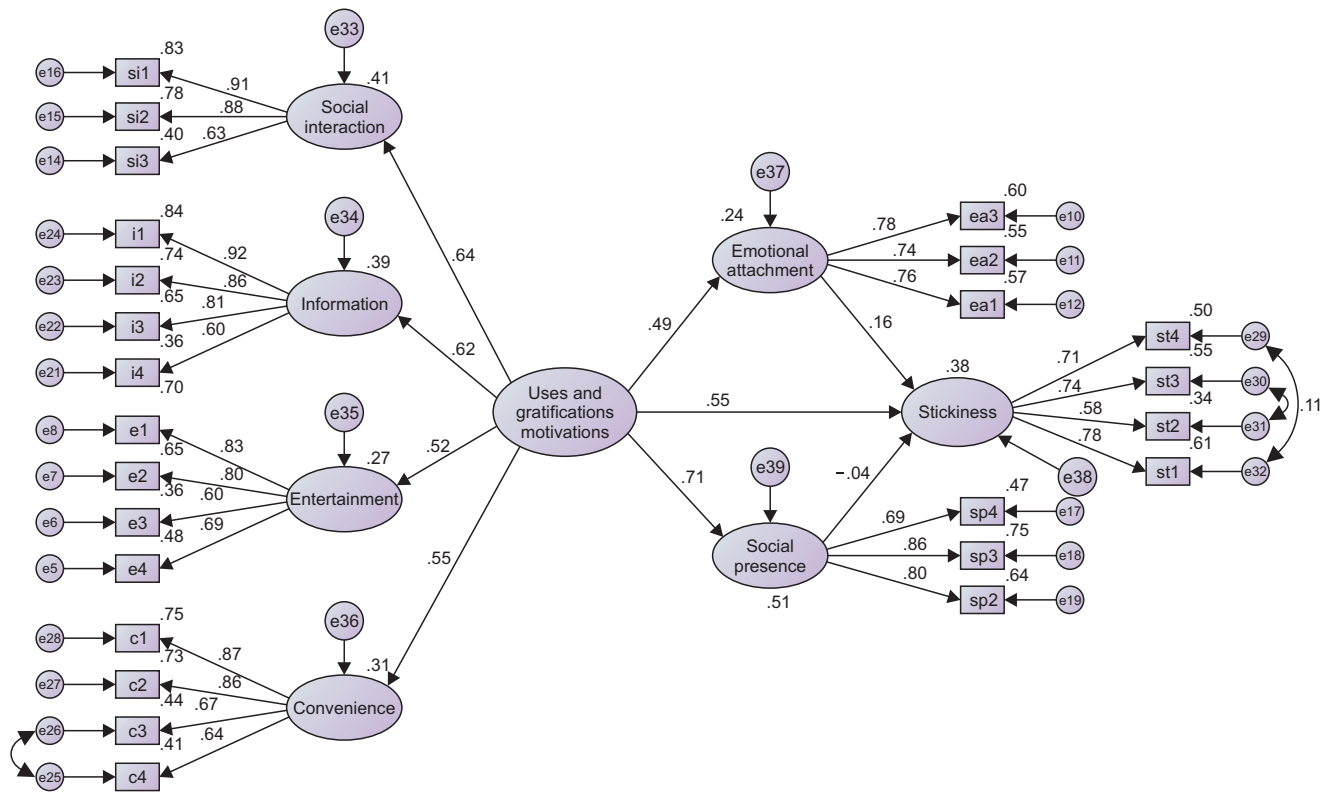 e33
.83
e16
si1
.91
.41
.78
e15
si2
.88
Social
interaction
.40
.63
e14
si3
e34
.84
e24
i1
.92
.39
.74
e23
i2
.86
Information
.65
.81
e22
i3
.60
.36
e21
i4
.70
e35
e8
e1
.83
.27
.65
e7
e2
.80
Entertainment
.36
.60
e6
e3
.69
.48
e5
e4
e36
.75
e28
c1
.87
.31
.73
e27
c2
.86
Convenience
.44
.67
e26
c3
.64
.41
e25
c4
.64
.62
.52
.55
Uses and
gratifications
motivations
.49
.55
.71
e37
.24
Emotional
attachment
.78
.74
.76
.60
ea3
e10
.55
ea2
e11
.57
ea1
e12
.16
.38
Stickiness
−.04
e38
.71
.74
.58
.78
.50
st4
e29
.55
st3
e30
.34
st2
e31
.61
st1
e32
.11
e39
Social
presence
.51
.69
.86
.80
.47
sp4
e17
.75
sp3
e18
.64
sp2
e19